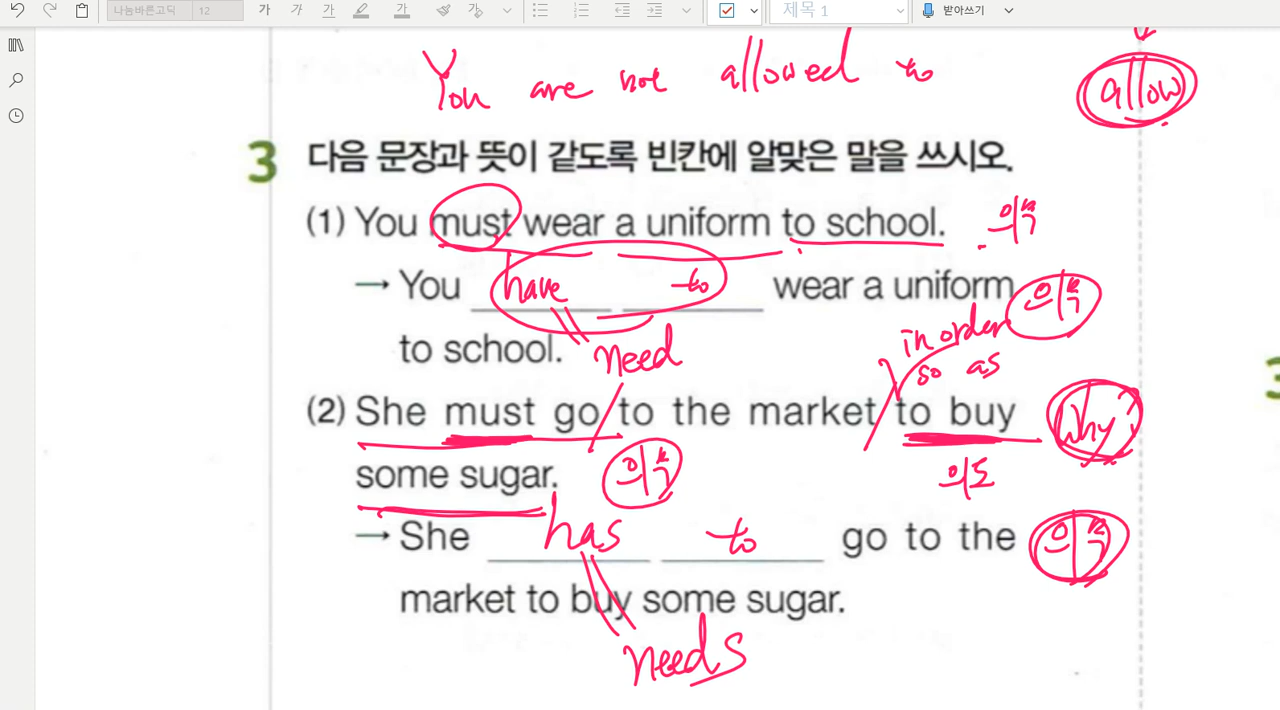 나눔바른고딕 12 가 가 가 가 가 제목 1 받아쓰기
You are not allowed to
allow
3 다음 문장과 뜻이 같도록 빈칸에 알맞은 말을 쓰시오.
(1) You must wear a uniform to school. 의무
→ You have to wear a uniform 의무
to school. need
in order
so as
(2) She must go to the market to buy why?
some sugar. 의무 의도
→ She has to go to the 의무
market to buy some sugar.
needs